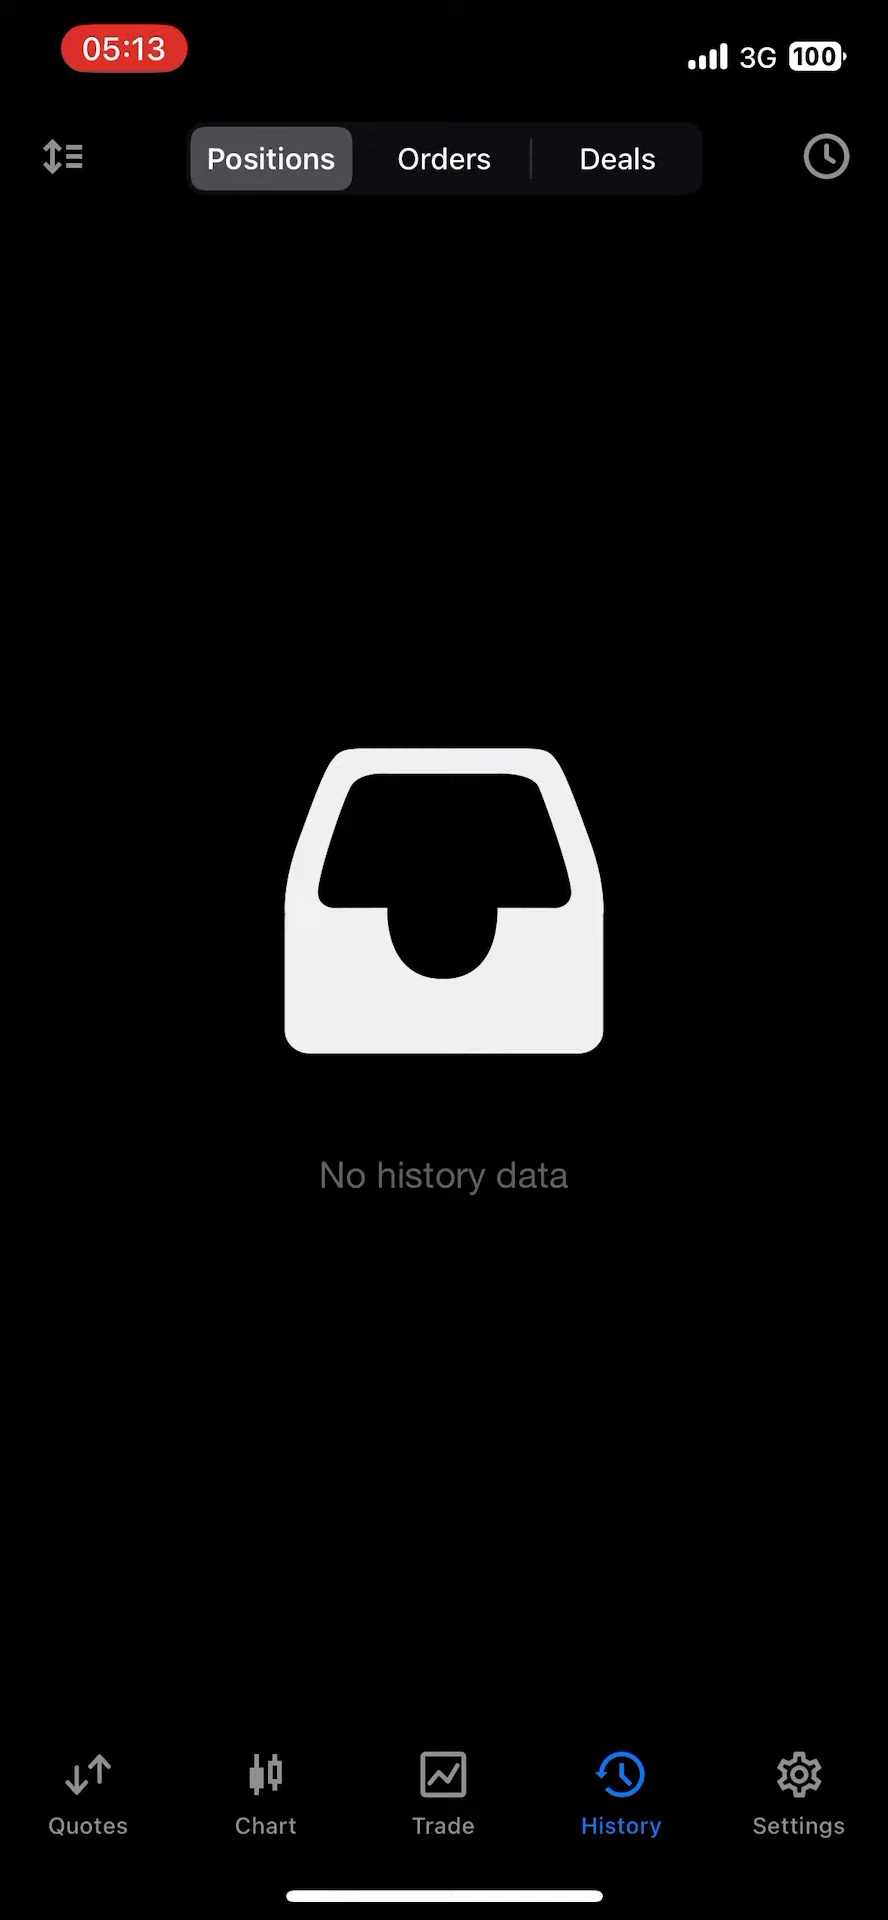 05:13
3G
100
Positions
Orders
Deals
No history data
Quotes
Chart
Trade
History
Settings